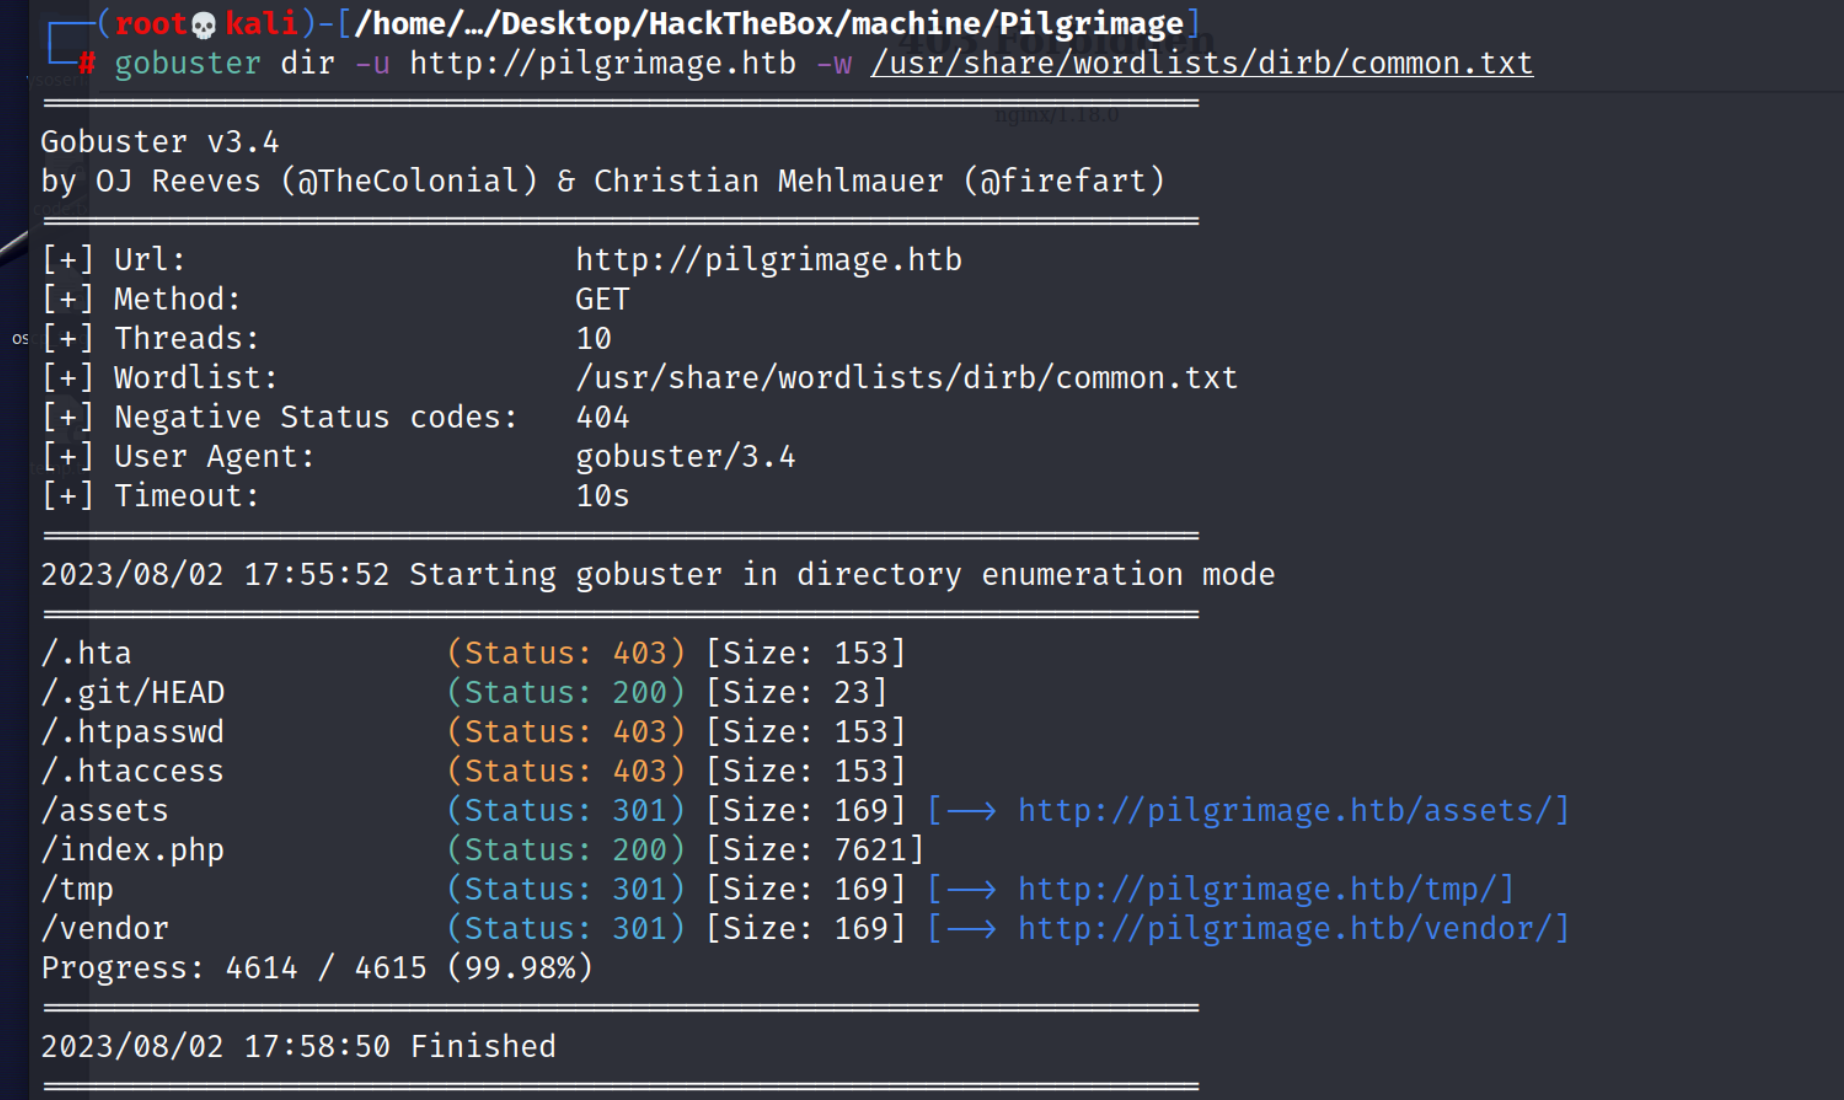 ┌──(root💀kali)-[/home/…/Desktop/HackTheBox/machine/Pilgrimage]
└─# gobuster dir -u http://pilgrimage.htb -w /usr/share/wordlists/dirb/common.txt
403 Forbidden
nginx/1.18.0
===============================================================
Gobuster v3.4
by OJ Reeves (@TheColonial) & Christian Mehlmauer (@firefart)
===============================================================
[+] Url:                     http://pilgrimage.htb
[+] Method:                  GET
[+] Threads:                 10
[+] Wordlist:                /usr/share/wordlists/dirb/common.txt
[+] Negative Status codes:   404
[+] User Agent:              gobuster/3.4
[+] Timeout:                 10s
===============================================================
2023/08/02 17:55:52 Starting gobuster in directory enumeration mode
===============================================================
/.hta                 (Status: 403) [Size: 153]
/.git/HEAD            (Status: 200) [Size: 23]
/.htpasswd            (Status: 403) [Size: 153]
/.htaccess            (Status: 403) [Size: 153]
/assets               (Status: 301) [Size: 169] [--> http://pilgrimage.htb/assets/]
/index.php            (Status: 200) [Size: 7621]
/tmp                  (Status: 301) [Size: 169] [--> http://pilgrimage.htb/tmp/]
/vendor               (Status: 301) [Size: 169] [--> http://pilgrimage.htb/vendor/]
Progress: 4614 / 4615 (99.98%)
===============================================================
2023/08/02 17:58:50 Finished
===============================================================